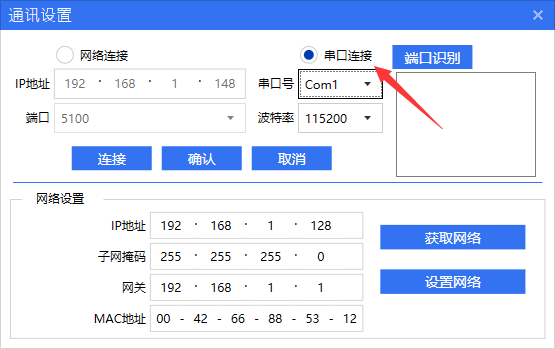 通讯设置
网络连接 串口连接 端口识别
IP地址 192 . 168 . 1 . 148 串口号 Com1
端口 5100 波特率 115200
连接 确认 取消
网络设置
IP地址 192 . 168 . 1 . 128 获取网络
子网掩码 255 . 255 . 255 . 0
网关 192 . 168 . 1 . 1 设置网络
MAC地址 00 - 42 - 66 - 88 - 53 - 12